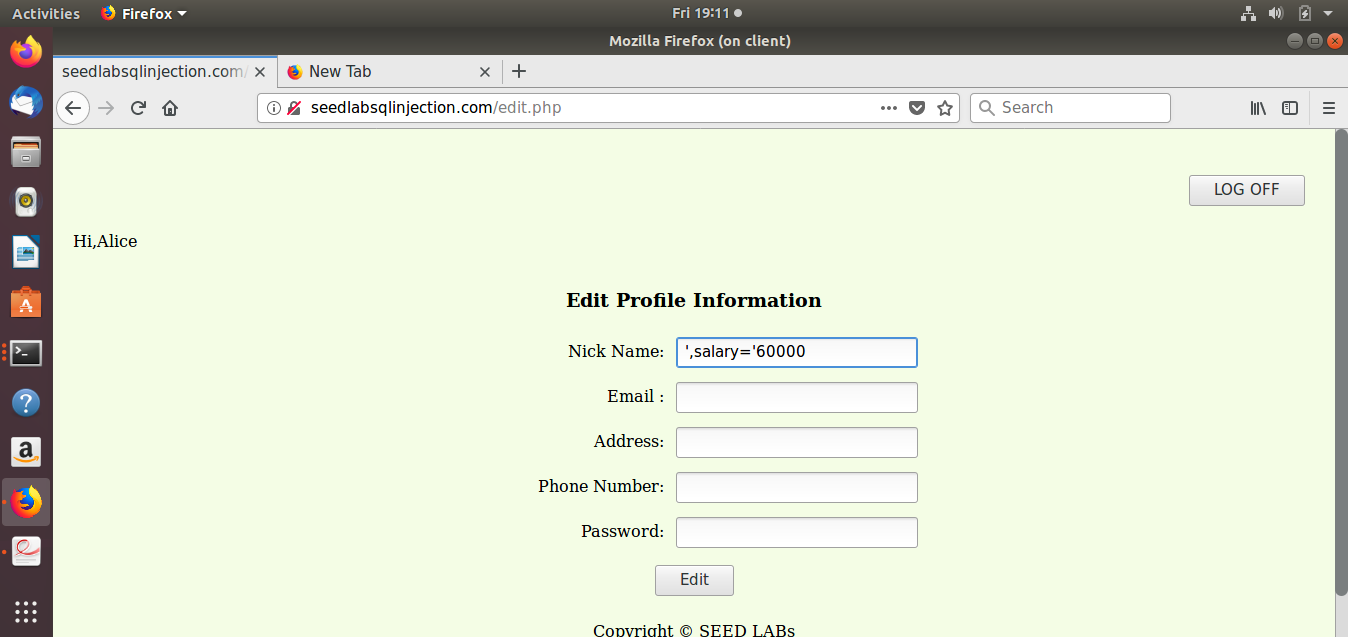 Activities Firefox Fri 19:11
Mozilla Firefox (on client)
seedlabsqlinjection.com/ New Tab
seedlabsqlinjection.com/edit.php Search
LOG OFF
Hi,Alice
Edit Profile Information
Nick Name: ',salary='60000
Email :
Address:
Phone Number:
Password:
Edit
Copyright © SEED LABs